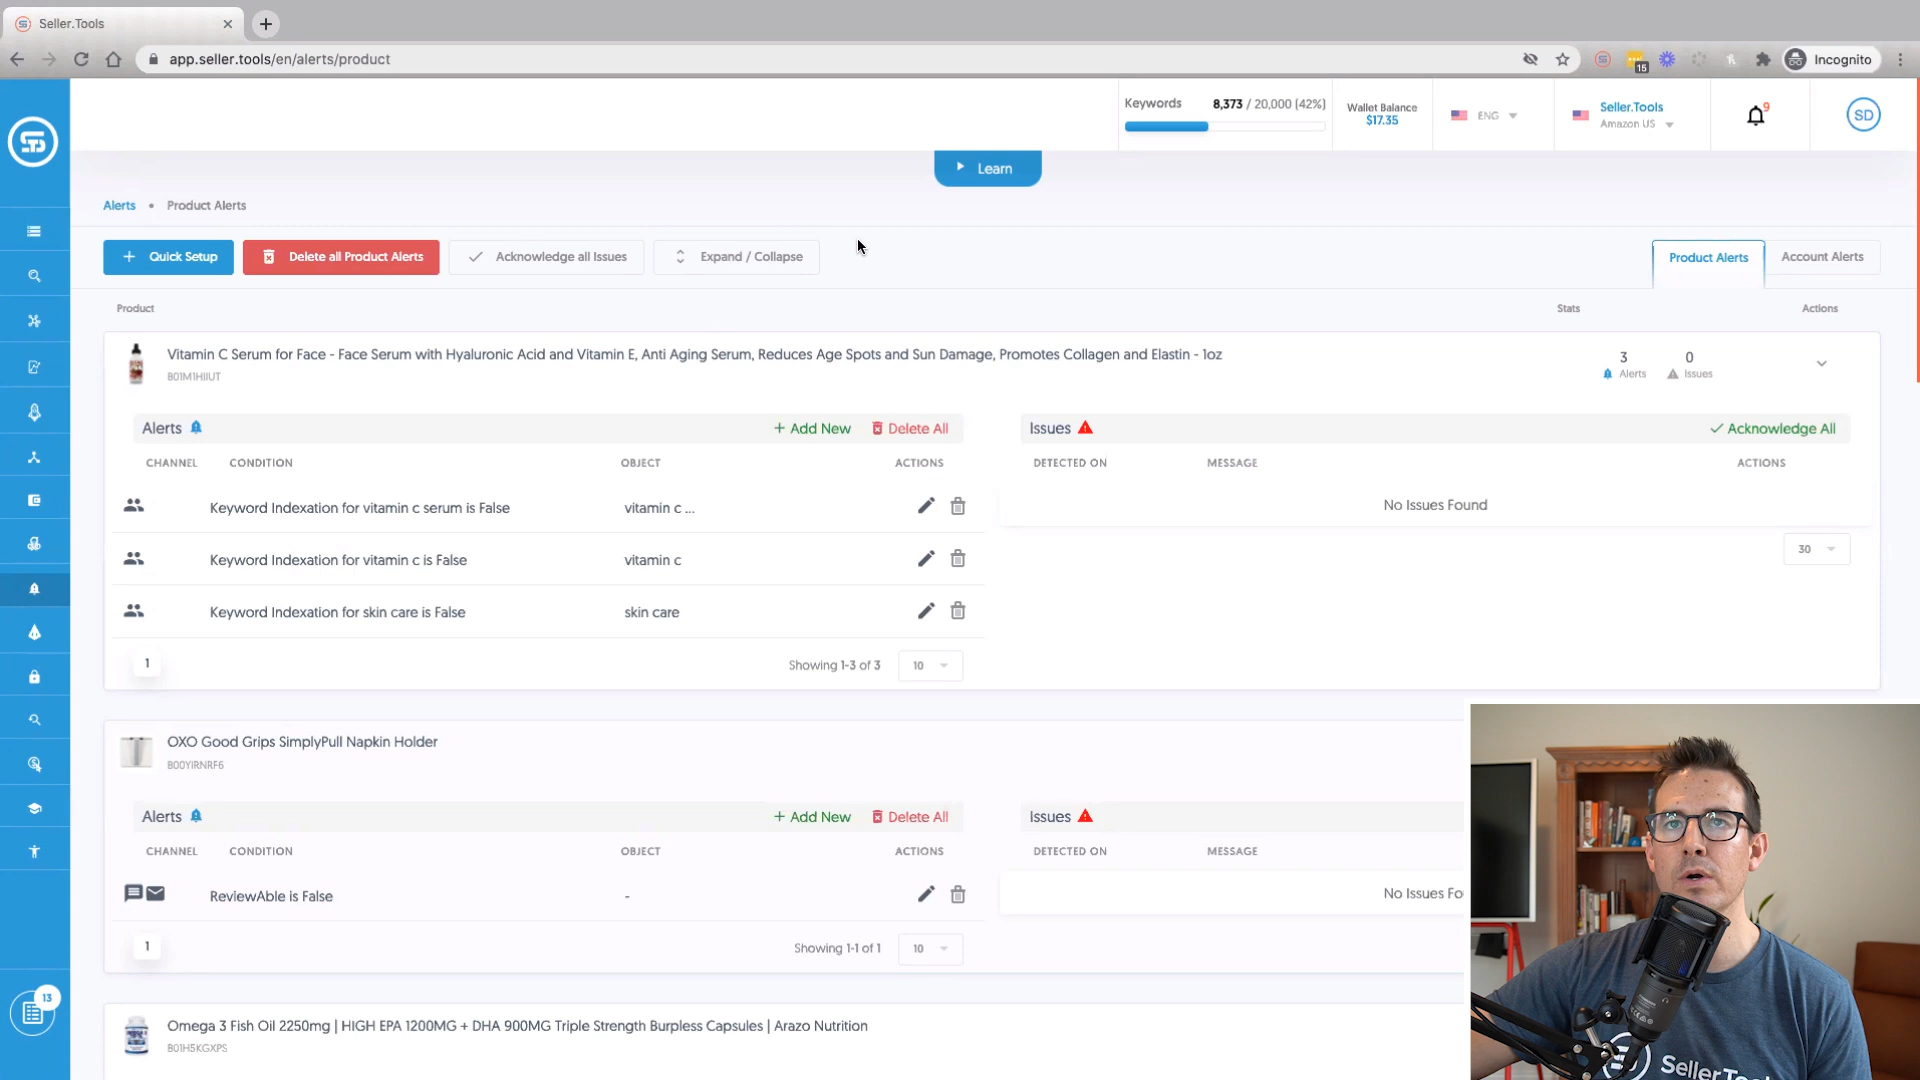 Seller.Tools
app.seller.tools/en/alerts/product
15
Incognito
Keywords 8,373 / 20,000 (42%)
Wallet Balance
$17.35
ENG
Seller.Tools
Amazon US
9
SD
Learn
Alerts • Product Alerts
Quick Setup
Delete all Product Alerts
Acknowledge all Issues
Expand / Collapse
Product Alerts
Account Alerts
Product
Stats
Actions
Vitamin C Serum for Face - Face Serum with Hyaluronic Acid and Vitamin E, Anti Aging Serum, Reduces Age Spots and Sun Damage, Promotes Collagen and Elastin - 1oz
B01M1HIIUT
3
Alerts
0
Issues
Alerts
+ Add New
Delete All
CHANNEL CONDITION OBJECT ACTIONS
Keyword Indexation for vitamin c serum is False vitamin c ...
Keyword Indexation for vitamin c is False vitamin c
Keyword Indexation for skin care is False skin care
1
Showing 1-3 of 3
10
Issues
Acknowledge All
DETECTED ON MESSAGE ACTIONS
No Issues Found
30
OXO Good Grips SimplyPull Napkin Holder
B00YIRNRF6
Alerts
+ Add New
Delete All
CHANNEL CONDITION OBJECT ACTIONS
ReviewAble is False -
1
Showing 1-1 of 1
10
Issues
DETECTED ON MESSAGE
No Issues Fo
Omega 3 Fish Oil 2250mg | HIGH EPA 1200MG + DHA 900MG Triple Strength Burpless Capsules | Arazo Nutrition
B01H5KGXPS
13
SellerToo